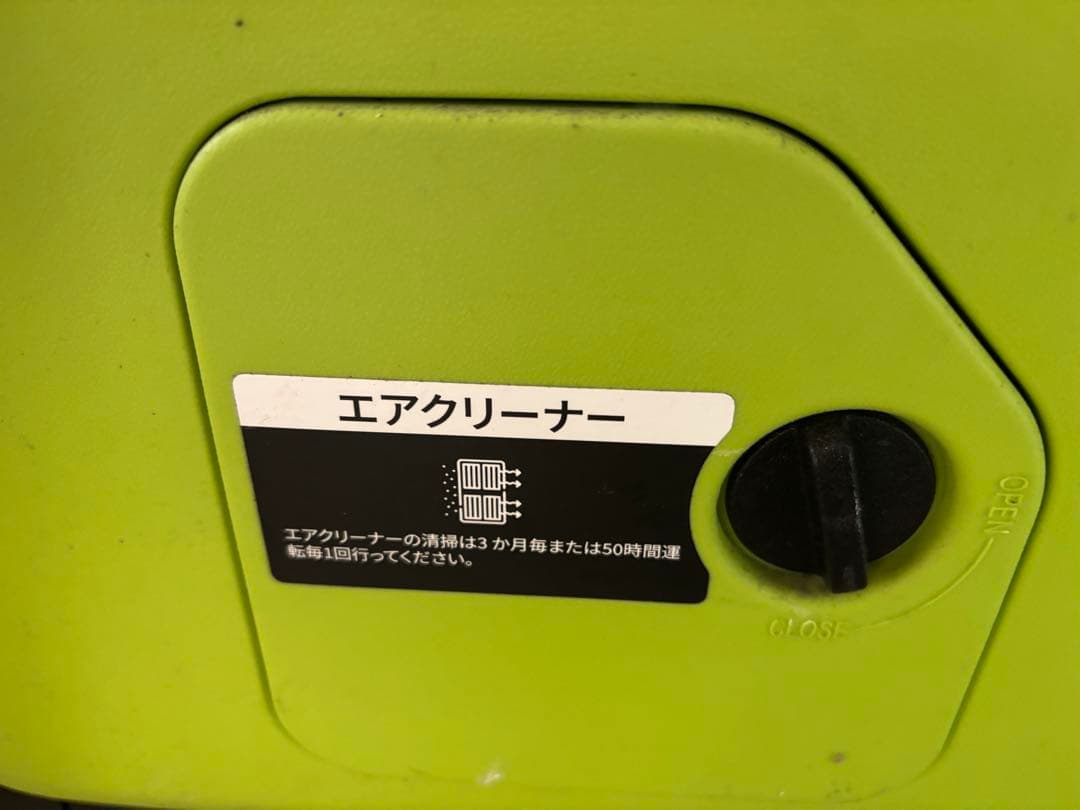 エアクリーナー
エアクリーナーの清掃は3か月毎または50時間運
転毎1回行ってください。
OPEN
CLOSE